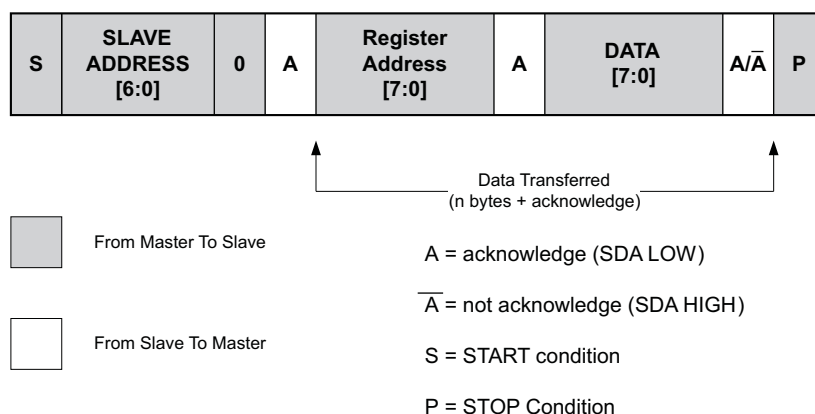 S
SLAVE
ADDRESS
[6:0]
0
A
Register
Address
[7:0]
A
DATA
[7:0]
A/A̅
P
Data Transferred
(n bytes + acknowledge)
From Master To Slave
From Slave To Master
A = acknowledge (SDA LOW)
A̅ = not acknowledge (SDA HIGH)
S = START condition
P = STOP Condition